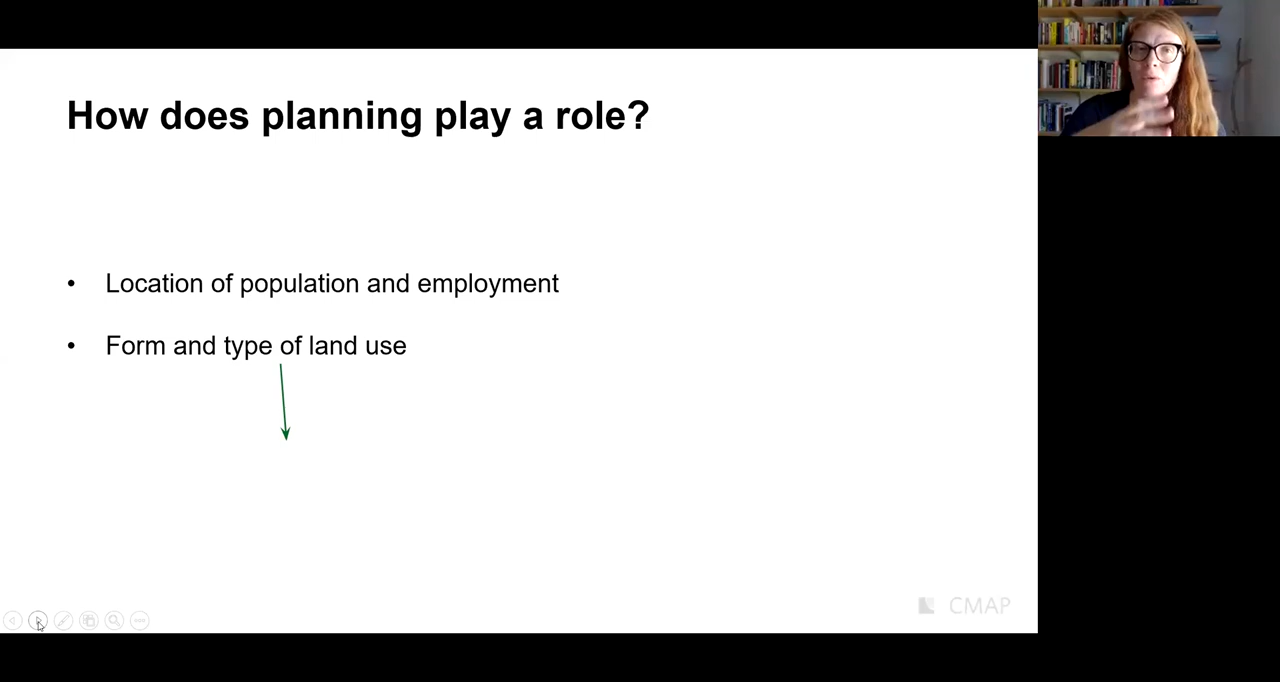 How does planning play a role?
• Location of population and employment
• Form and type of land use
CMAP